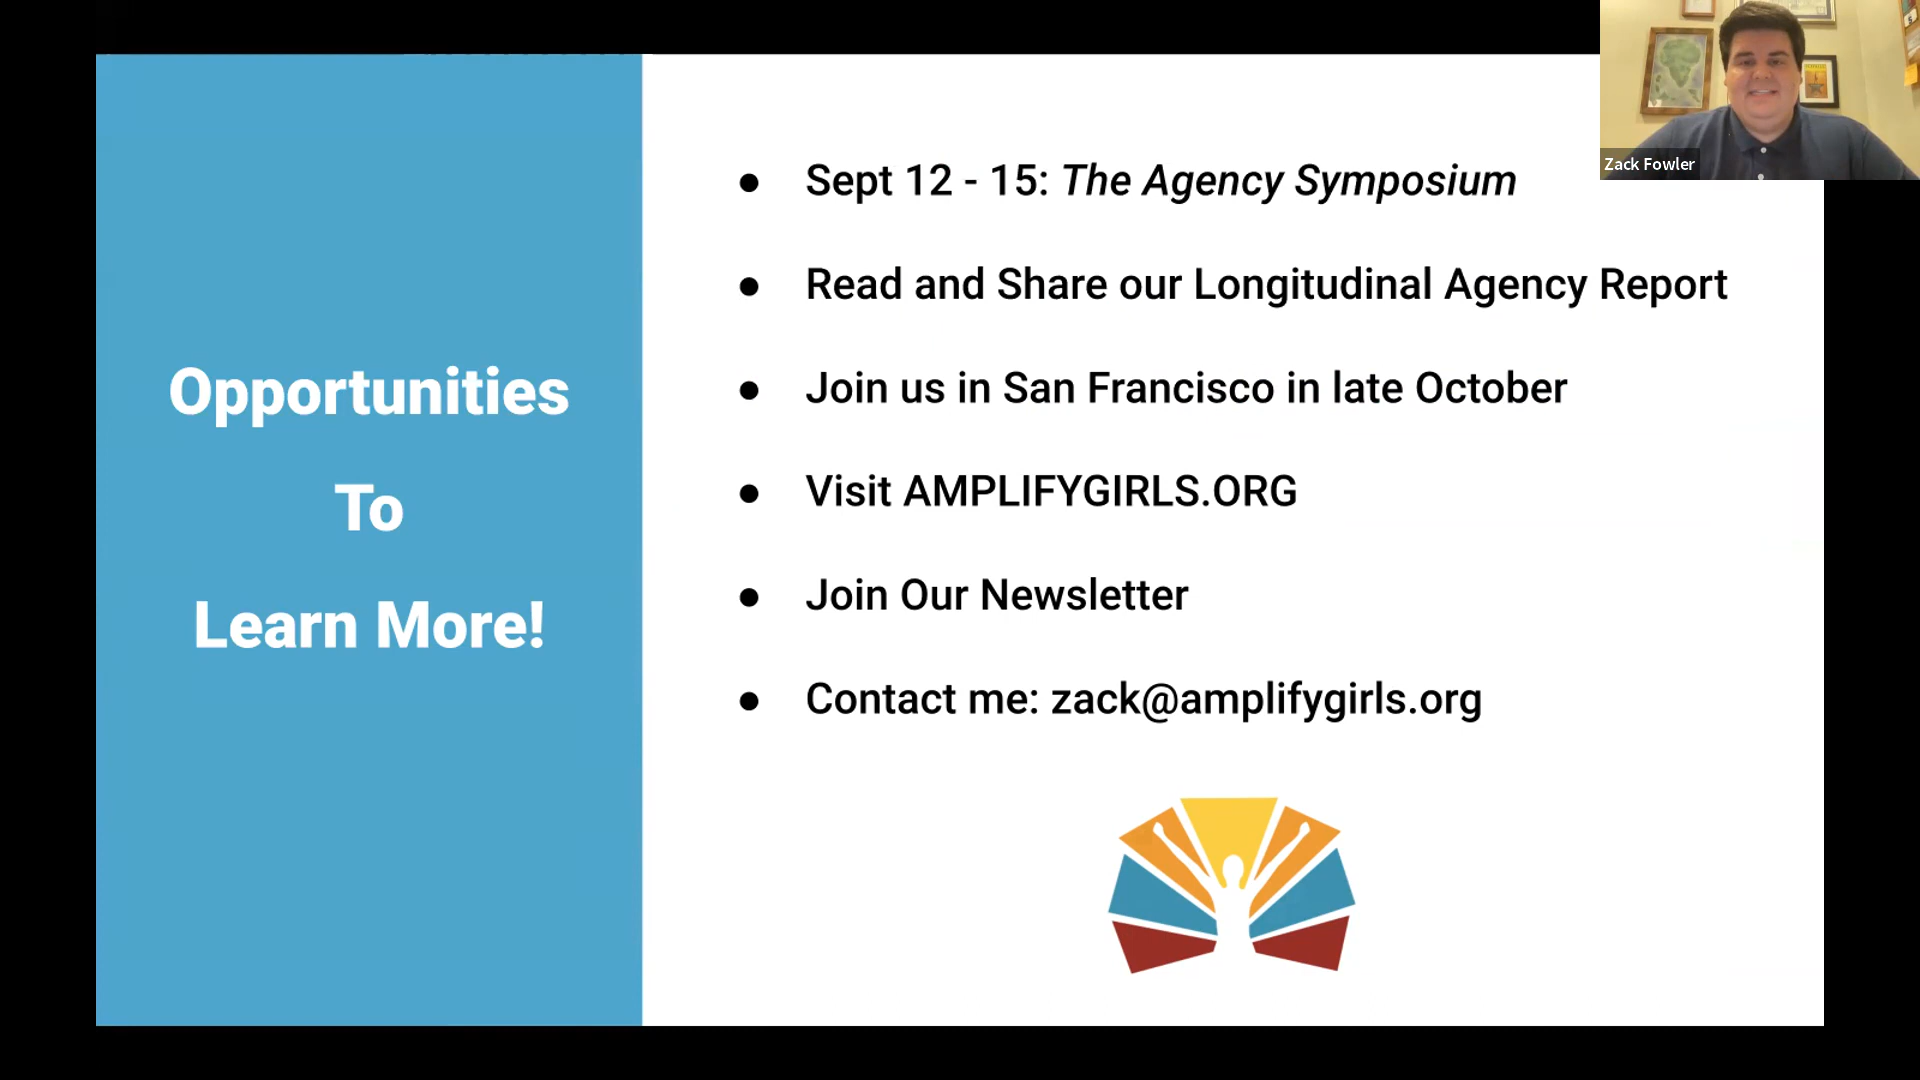 Opportunities
To
Learn More!
● Sept 12 - 15: The Agency Symposium
● Read and Share our Longitudinal Agency Report
● Join us in San Francisco in late October
● Visit AMPLIFYGIRLS.ORG
● Join Our Newsletter
● Contact me: zack@amplifygirls.org
Zack Fowler